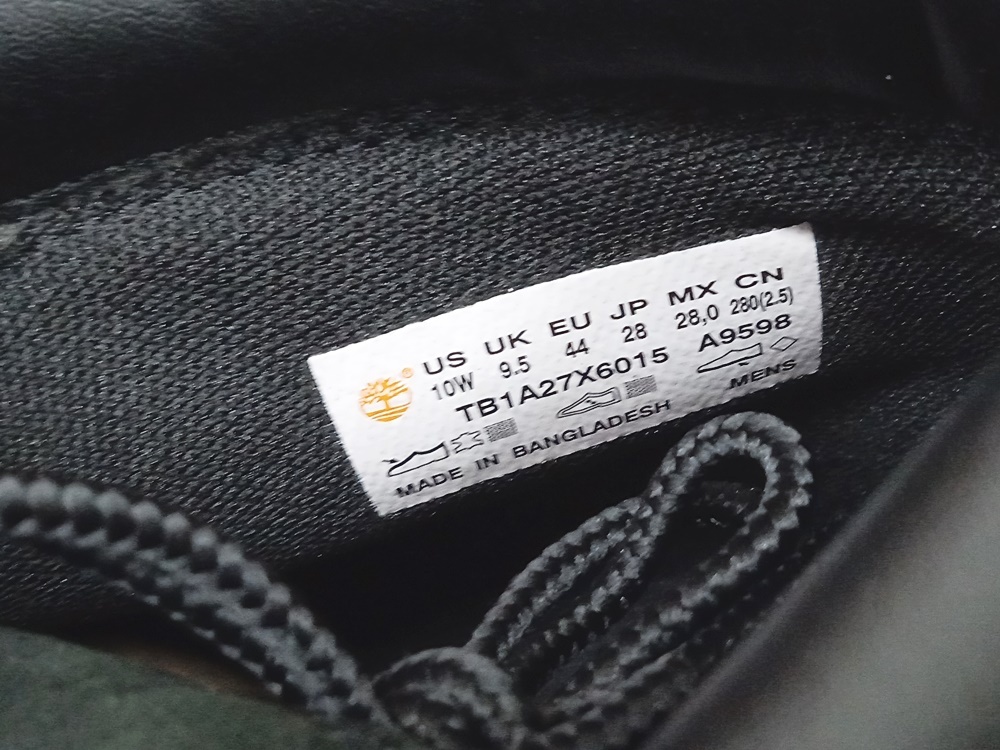 US UK EU JP MX CN
10W 9.5 44 28 28,0 280(2.5)
TB1A27X6015 A9598
MENS
MADE IN BANGLADESH